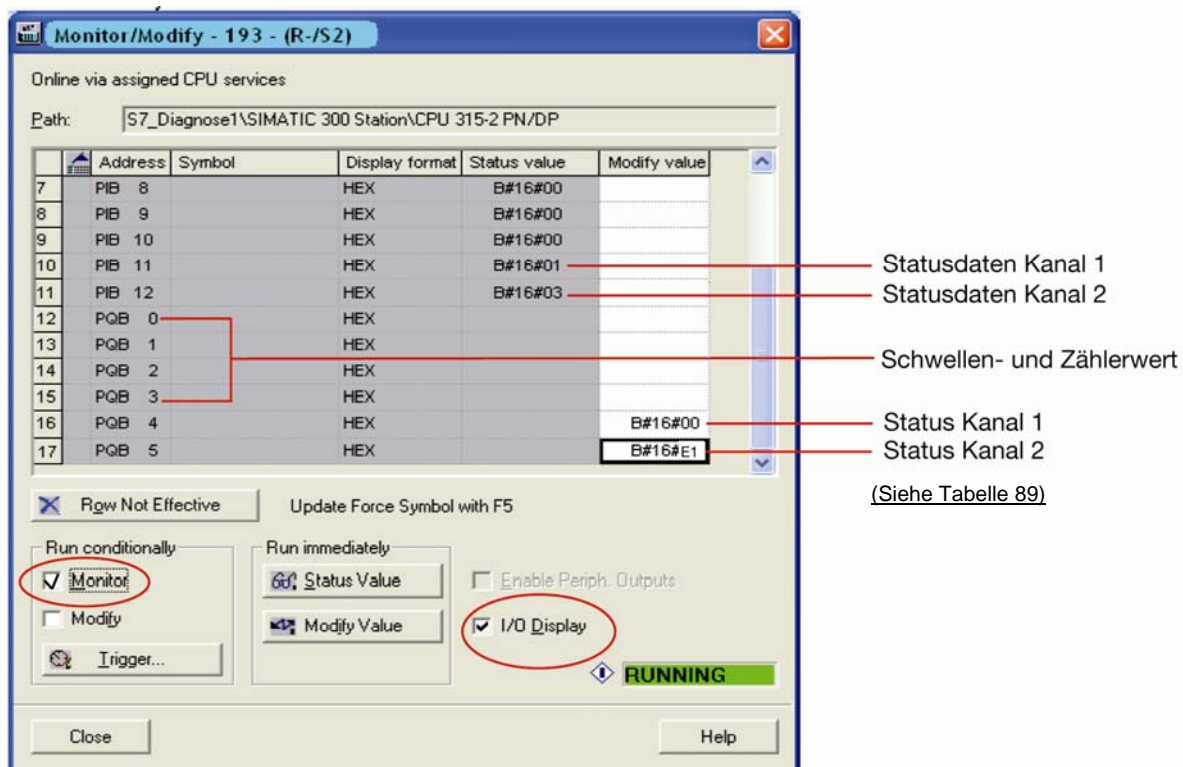 Monitor/Modify - 193 - (R-/S2)
Online via assigned CPU services
Path: S7_Diagnose1\SIMATIC 300 Station\CPU 315-2 PN/DP
Address Symbol Display format Status value Modify value
7 PIB 8 HEX B#16#00
8 PIB 9 HEX B#16#00
9 PIB 10 HEX B#16#00
10 PIB 11 HEX B#16#01 Statusdaten Kanal 1
11 PIB 12 HEX B#16#03 Statusdaten Kanal 2
12 PQB 0 HEX
13 PQB 1 HEX
14 PQB 2 HEX Schwellen- und Zählerwert
15 PQB 3 HEX
16 PQB 4 HEX B#16#00 Status Kanal 1
17 PQB 5 HEX B#16#E1 Status Kanal 2
(Siehe Tabelle 89)
Row Not Effective Update Force Symbol with F5
Run conditionally Run immediately
Monitor Status Value Enable Periph. Outputs
Modify Modify Value I/O Display
Trigger...
RUNNING
Close Help